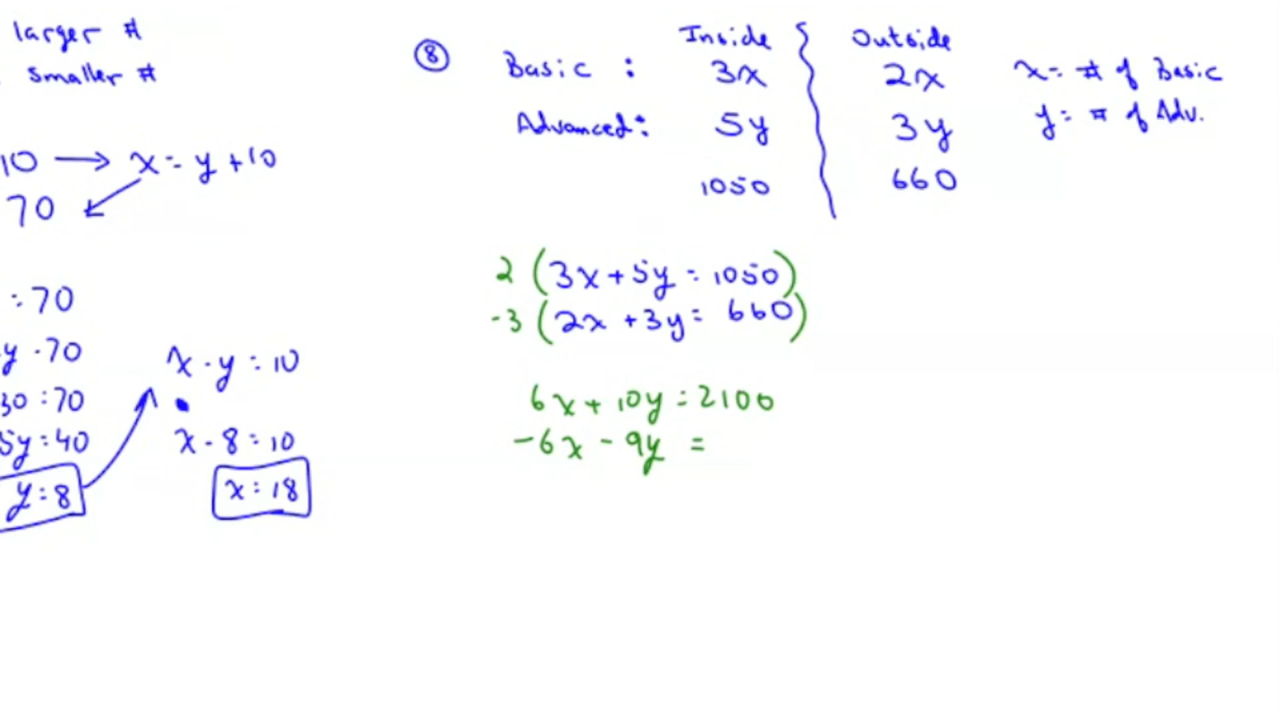 larger #
smaller #
10 → x = y + 10
70
= 70
y = 70
30 = 70
5y = 40
y = 8
x - y = 10
x - 8 = 10
x = 18
⑧
Inside Outside
Basic : 3x 2x x = # of Basic
Advanced: 5y 3y y = # of Adv.
1050 660
2 (3x + 5y = 1050)
-3 (2x + 3y = 660)
6x + 10y = 2100
-6x - 9y =